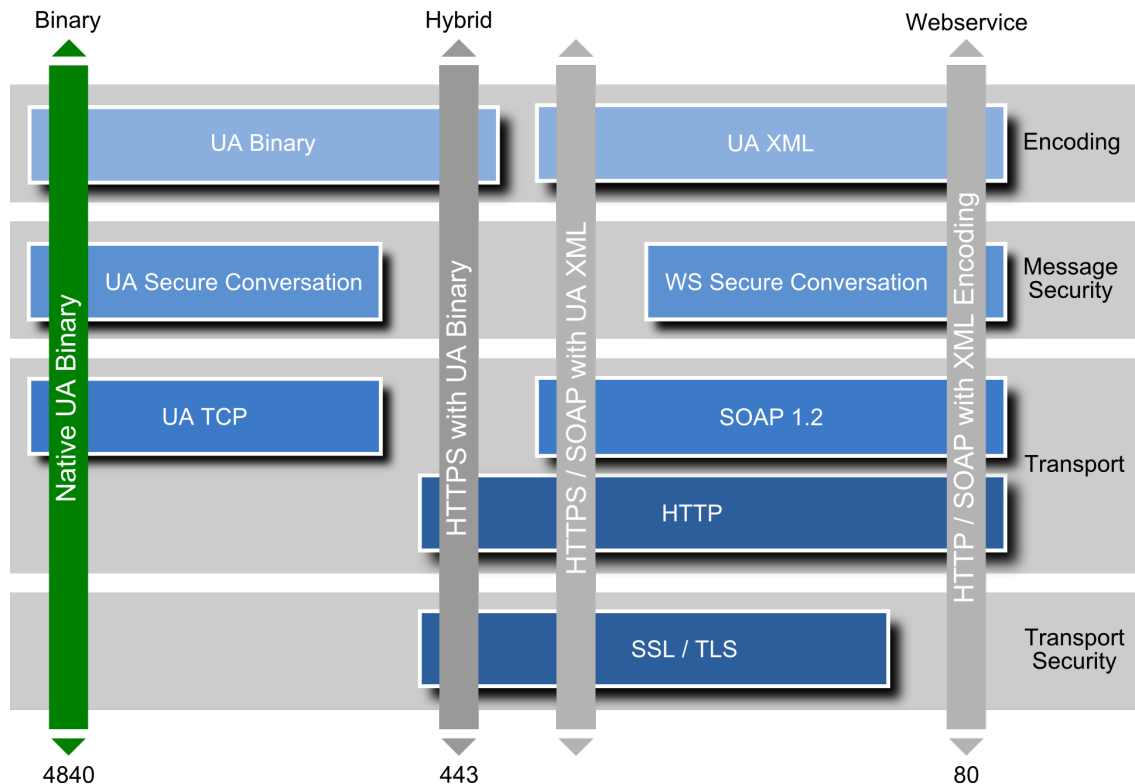 Binary
Hybrid
Webservice
UA Binary
UA XML
Encoding
UA Secure Conversation
WS Secure Conversation
Message
Security
UA TCP
SOAP 1.2
Transport
HTTP
SSL / TLS
Transport
Security
Native UA Binary
HTTPS with UA Binary
HTTPS / SOAP with UA XML
HTTP / SOAP with XML Encoding
4840
443
80